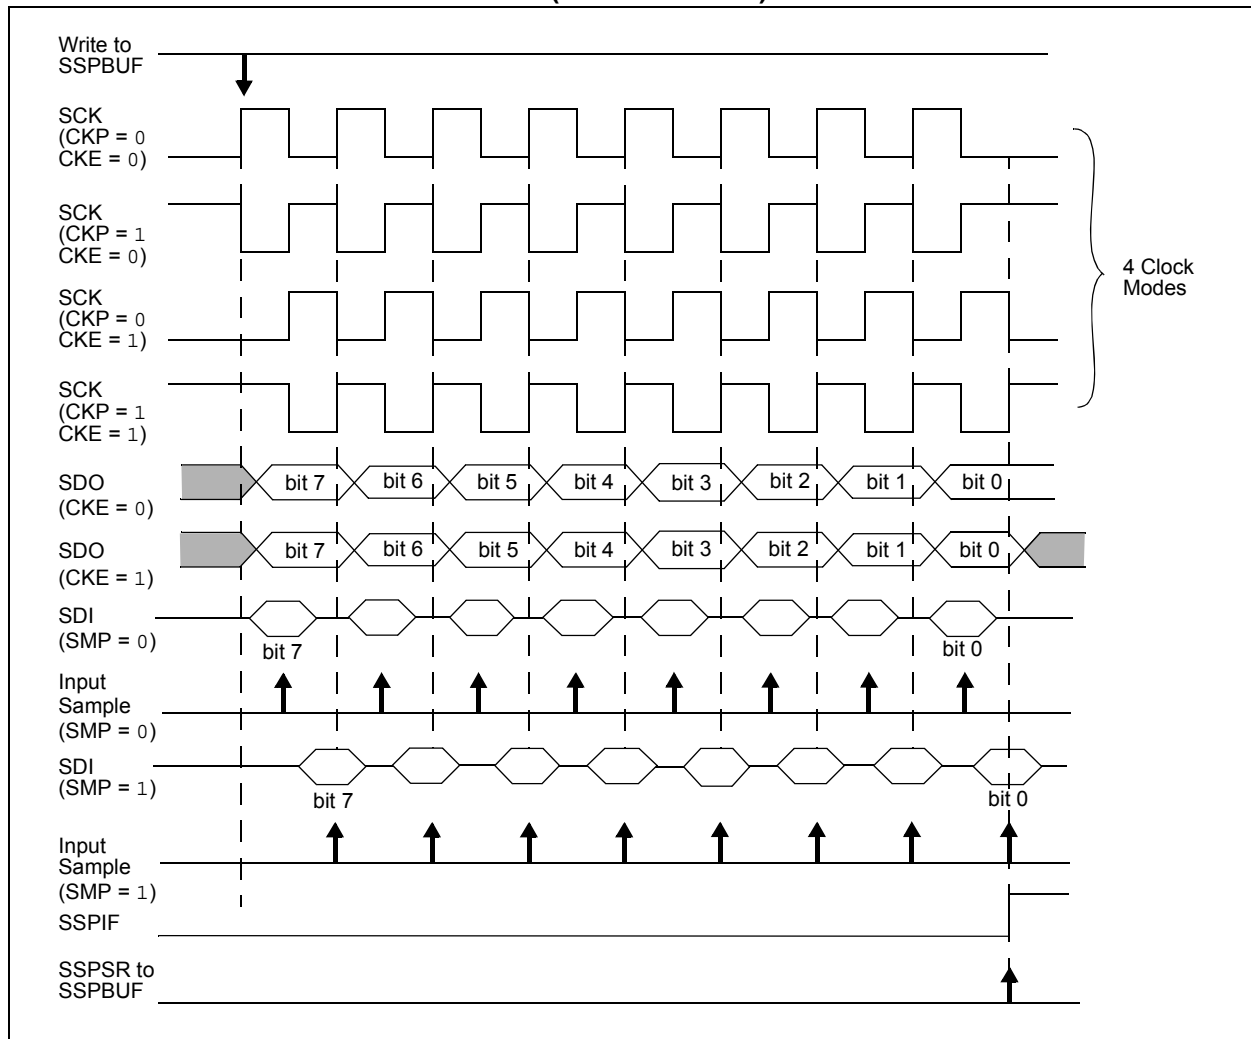 Write to
SSPBUF
SCK
(CKP = 0
CKE = 0)
SCK
(CKP = 1
CKE = 0)
SCK
(CKP = 0
CKE = 1)
SCK
(CKP = 1
CKE = 1)
4 Clock
Modes
SDO
(CKE = 0)
bit 7 bit 6 bit 5 bit 4 bit 3 bit 2 bit 1 bit 0
SDO
(CKE = 1)
bit 7 bit 6 bit 5 bit 4 bit 3 bit 2 bit 1 bit 0
SDI
(SMP = 0)
bit 7 bit 0
Input
Sample
(SMP = 0)
SDI
(SMP = 1)
bit 7 bit 0
Input
Sample
(SMP = 1)
SSPIF
SSPSR to
SSPBUF